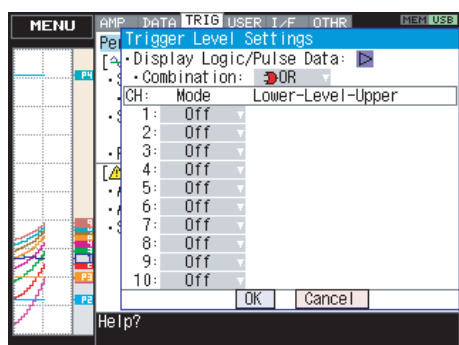 MENU AMP DATA TRIG USER I/F OTHR MEM USB
Per
Trigger Level Settings
・Display Logic/Pulse Data:
・Combination: OR
CH: Mode Lower-Level-Upper
1: Off
2: Off
3: Off
4: Off
5: Off
6: Off
7: Off
8: Off
9: Off
10: Off
OK Cancel
P4
P3
P2
Help?